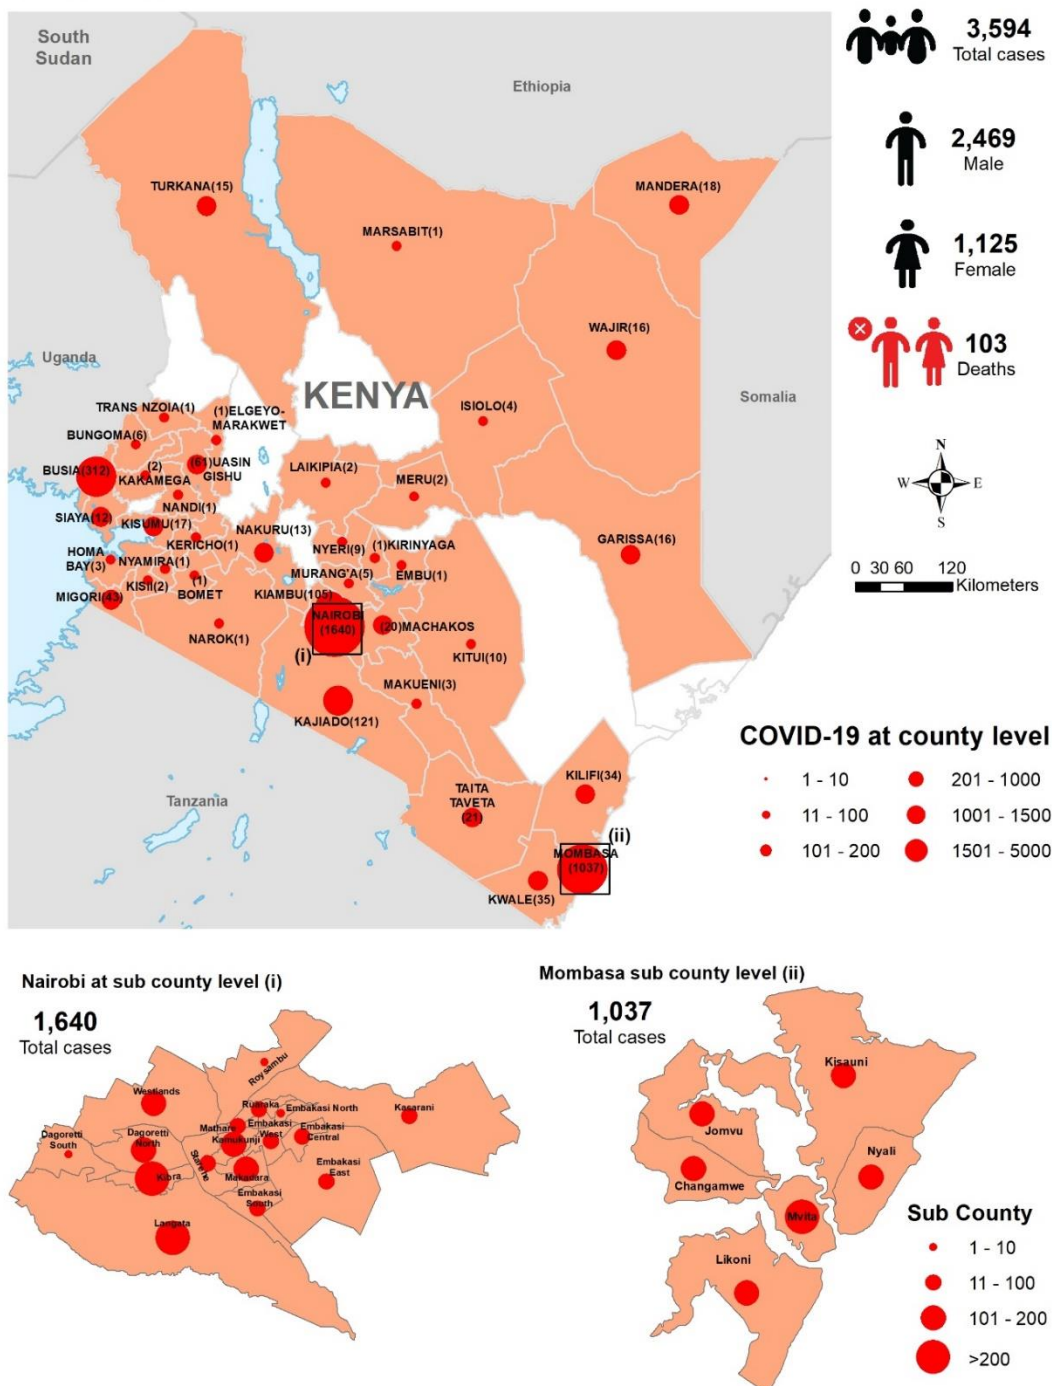 South
Sudan
Ethiopia
3,594
Total cases
2,469
Male
1,125
Female
103
Deaths
TURKANA(15)
MANDERA(18)
MARSABIT(1)
WAJIR(16)
Uganda
KENYA
Somalia
TRANS NZOIA(1)
(1)ELGEYO-
MARAKWET
ISIOLO(4)
BUNGOMA(6)
BUSIA(312)
(2)
KAKAMEGA
(61)UASIN
GISHU
LAIKIPIA(2)
MERU(2)
NANDI(1)
SIAYA(12)
KISUMU(17)
NAKURU(13)
KERICHO(1)
NYERI(9)
(1)KIRINYAGA
GARISSA(16)
HOMA
BAY(3)
NYAMIRA(1)
MURANG'A(5)
EMBU(1)
KISII(2)
(1)
BOMET
MIGORI(43)
KIAMBU(105)
NAIROBI
(1640)
(20)MACHAKOS
NAROK(1)
(i)
KITUI(10)
MAKUENI(3)
KAJIADO(121)
W
N
E
S
0 30 60 120
Kilometers
Tanzania
TAITA
TAVETA
(21)
KILIFI(34)
(ii)
MOMBASA
(1037)
KWALE(35)
COVID-19 at county level
1 - 10
201 - 1000
11 - 100
1001 - 1500
101 - 200
1501 - 5000
Nairobi at sub county level (i)
1,640
Total cases
Roysambu
Westlands
Ruaraka
Embakasi North
Kasarani
Mathare
Embakasi
West
Embakasi
Central
Dagoretti
South
Dagoretti
North
Kamukunji
Starehe
Makadara
Embakasi
East
Kibra
Embakasi
South
Langata
Mombasa sub county level (ii)
1,037
Total cases
Kisauni
Jomvu
Nyali
Changamwe
Mvita
Likoni
Sub County
1 - 10
11 - 100
101 - 200
>200